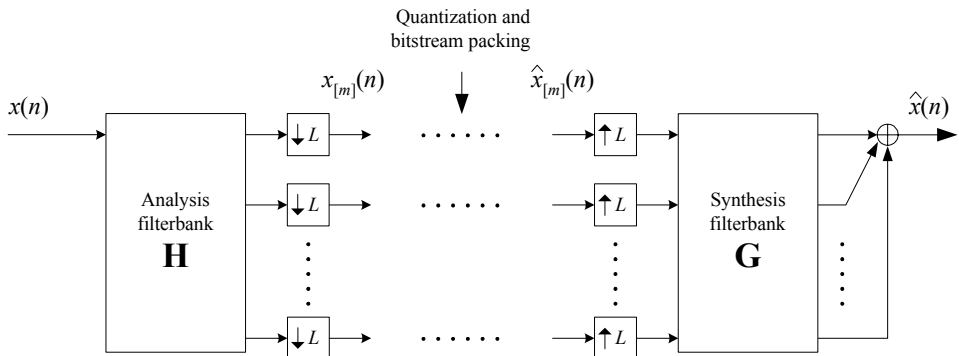 Quantization and
bitstream packing
x[m](n)
x̂[m](n)
x(n)
x̂(n)
↓ L
↑ L
Analysis
filterbank
H
↓ L
↑ L
Synthesis
filterbank
G
↓ L
↑ L